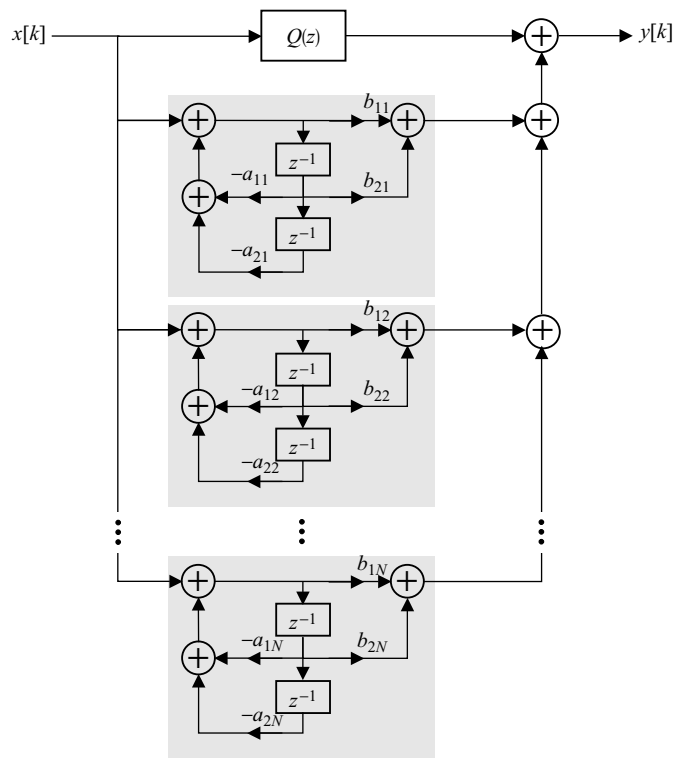 x[k] Q(z) y[k]
b₁₁
z⁻¹
−a₁₁ b₂₁
z⁻¹
−a₂₁
b₁₂
z⁻¹
−a₁₂ b₂₂
z⁻¹
−a₂₂
b₁N
z⁻¹
−a₁N b₂N
z⁻¹
−a₂N